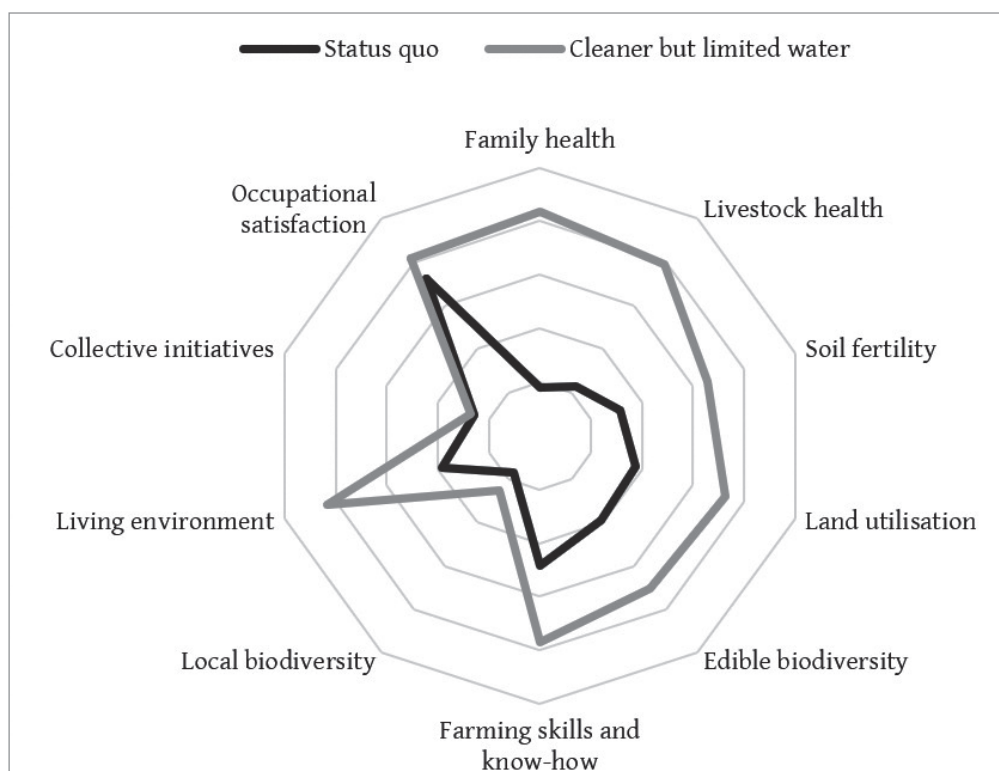 Status quo
Cleaner but limited water
Family health
Occupational
satisfaction
Livestock health
Collective initiatives
Soil fertility
Living environment
Land utilisation
Local biodiversity
Edible biodiversity
Farming skills and
know-how